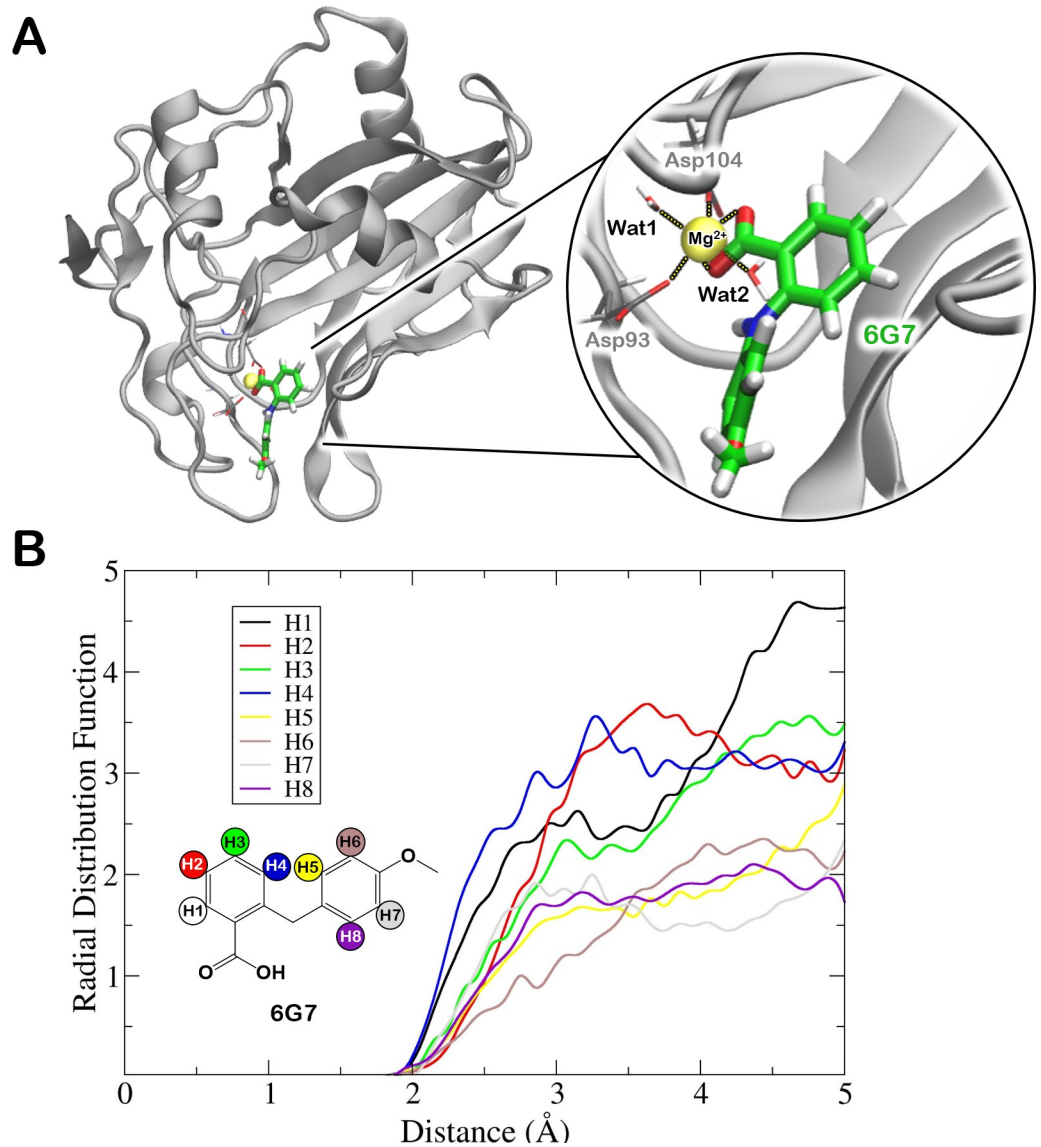 A
Asp104
Wat1
Mg2+
Wat2
Asp93
6G7
B
Radial Distribution Function
5
4
3
2
1
H1
H2
H3
H4
H5
H6
H7
H8
H3
H6
H2
H4
H5
O
H1
H7
H8
O
OH
6G7
0
1
2
3
4
5
Distance (Å)